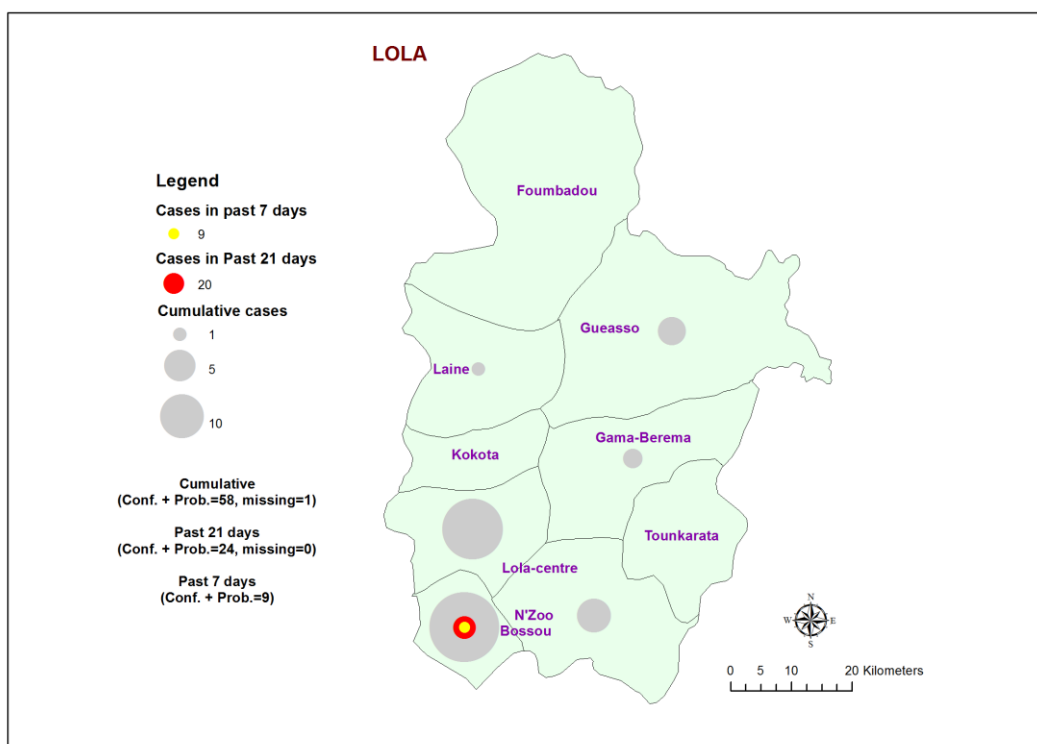 LOLA
Legend
Cases in past 7 days
9
Cases in Past 21 days
20
Cumulative cases
1
5
10
Cumulative
(Conf. + Prob.=58, missing=1)
Past 21 days
(Conf. + Prob.=24, missing=0)
Past 7 days
(Conf. + Prob.=9)
Foumbadou
Gueasso
Laine
Gama-Berema
Kokota
Tounkarata
Lola-centre
N'Zoo
Bossou
N
W E
S
0 5 10 20 Kilometers